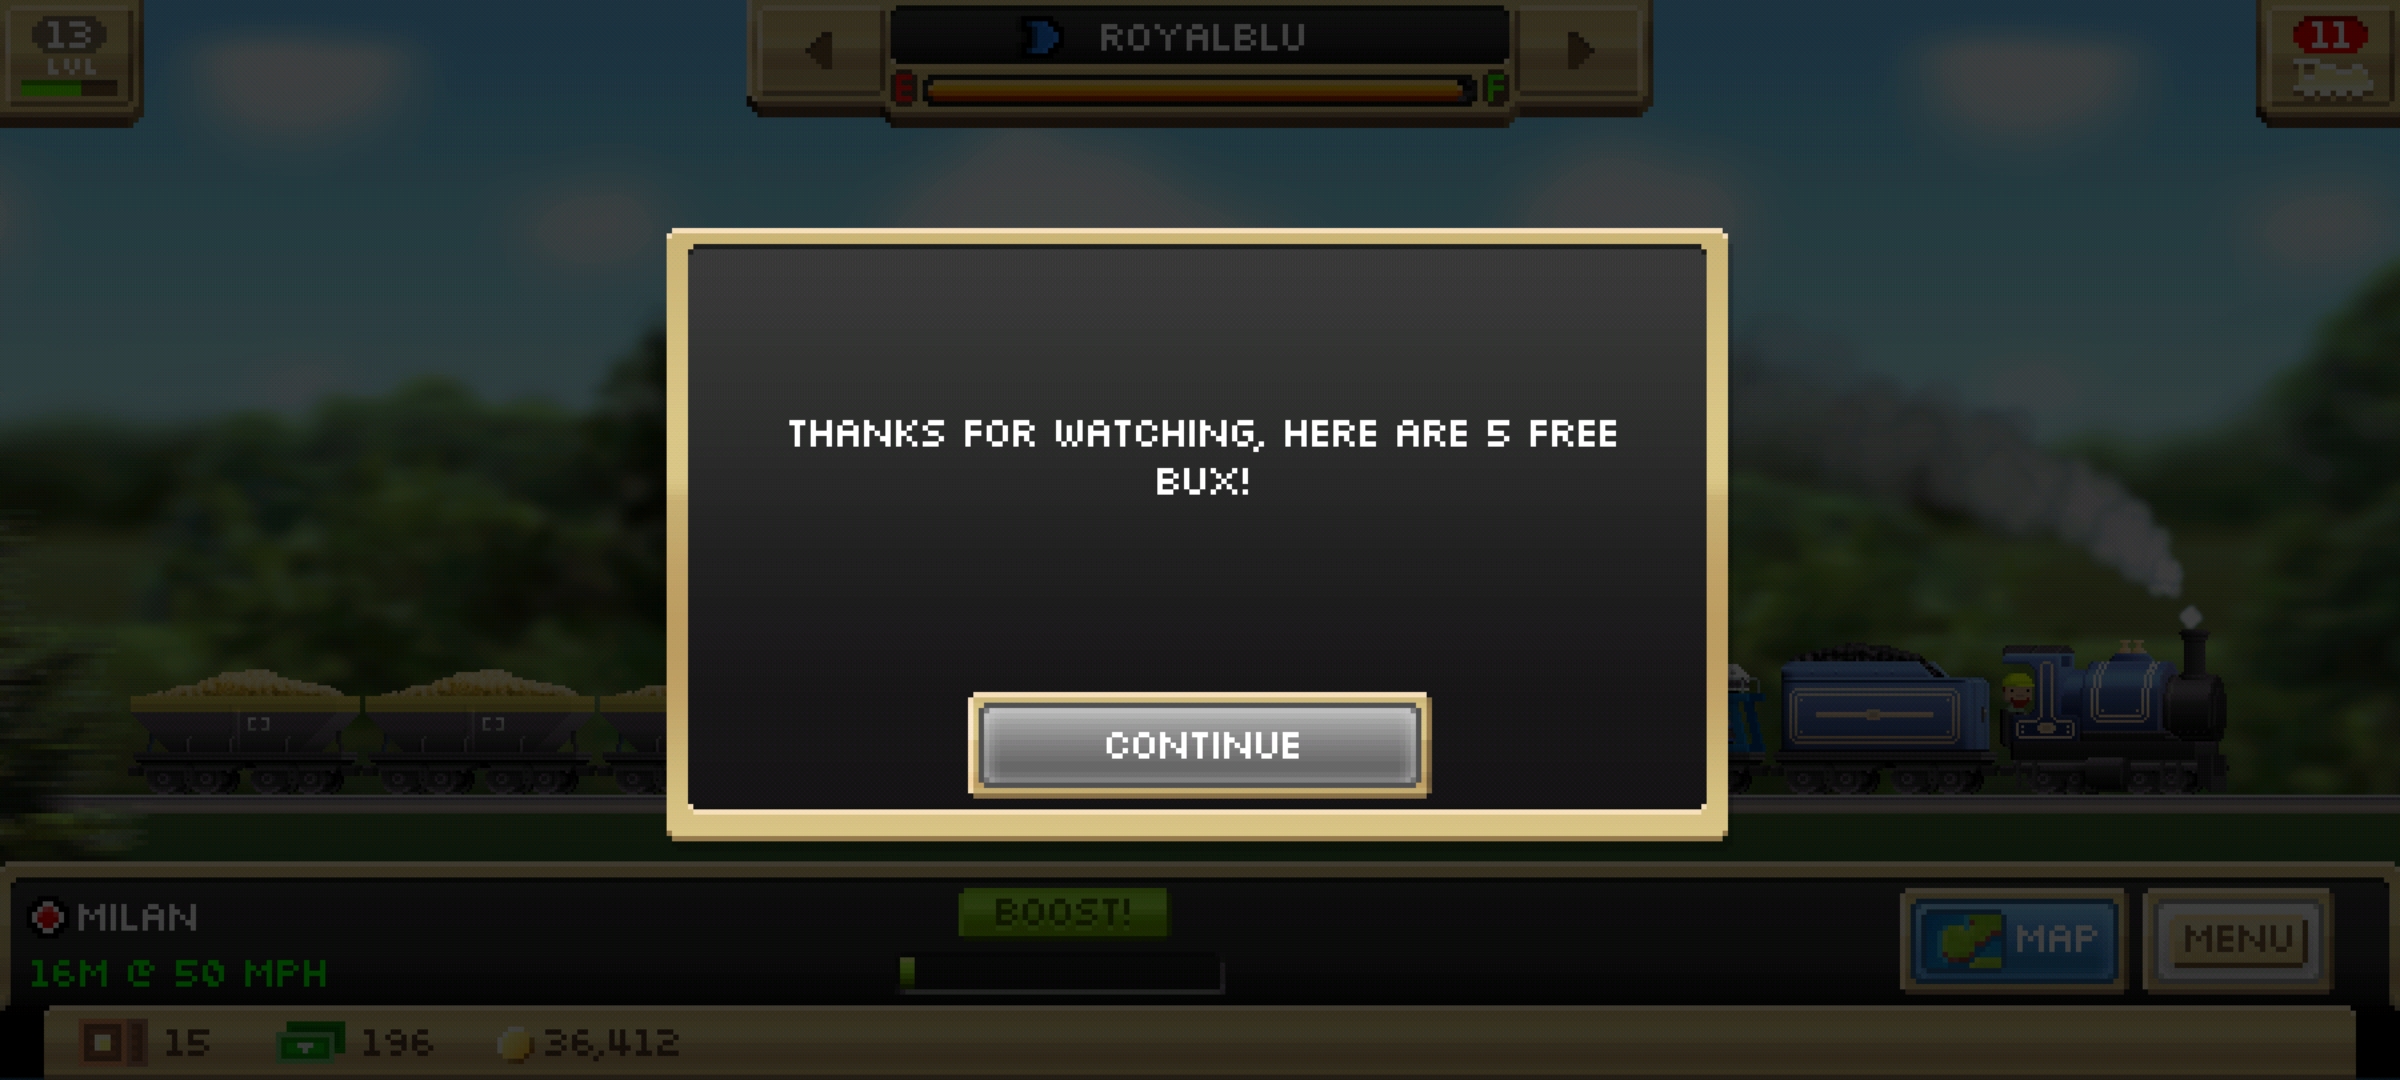 13
LVL
ROYALBLU
E F
11
THANKS FOR WATCHING, HERE ARE 5 FREE
BUX!
CONTINUE
MILAN
16M @ 50 MPH
BOOST!
MAP
MENU
15 196 36,412